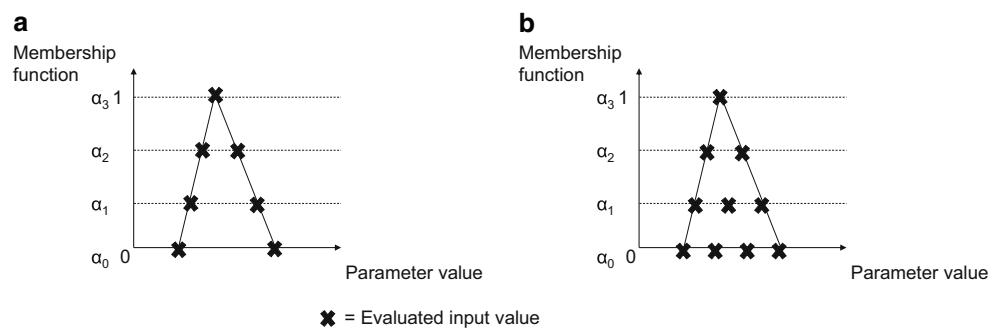 a
Membership
function
α3 1
α2
α1
α0 0
Parameter value
b
Membership
function
α3 1
α2
α1
α0 0
Parameter value
= Evaluated input value